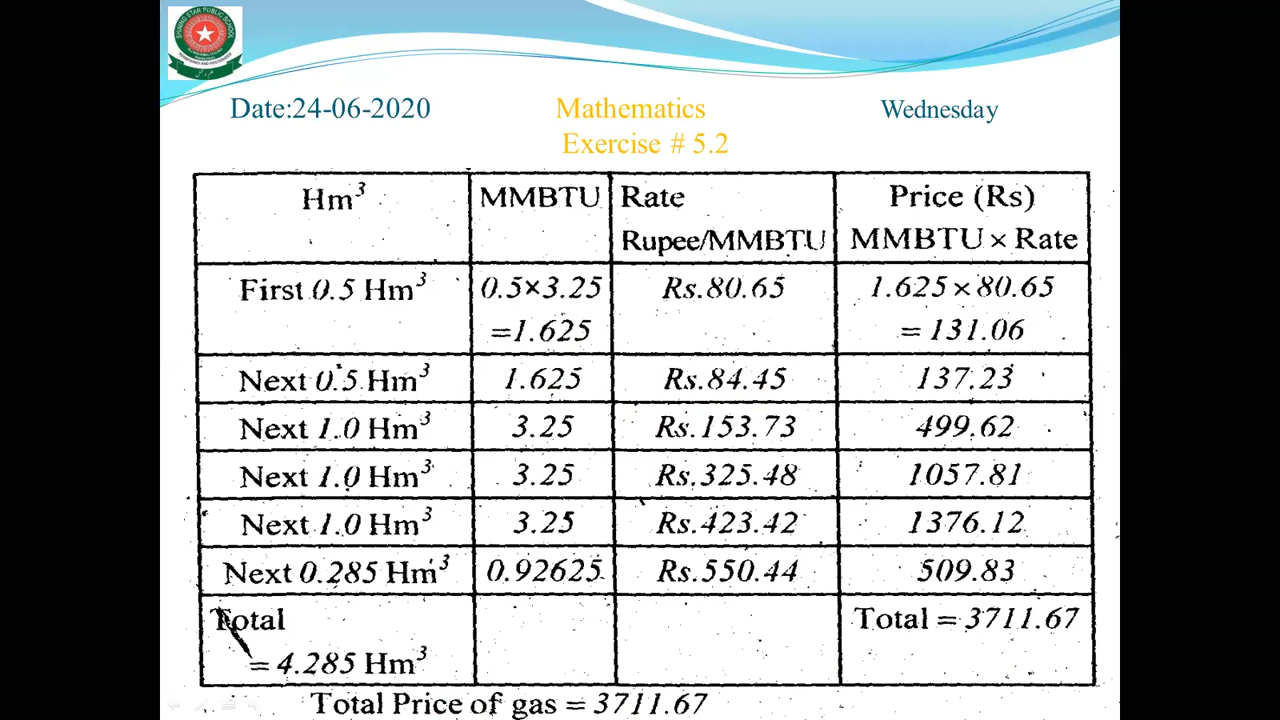 SHINING STAR PUBLIC SCHOOL
Date:24-06-2020 Mathematics Wednesday
Exercise # 5.2
Hm³ MMBTU Rate Price (Rs)
Rupee/MMBTU MMBTU × Rate
First 0.5 Hm³ 0.5×3.25 Rs.80.65 1.625 × 80.65
=1.625 = 131.06
Next 0.5 Hm³ 1.625 Rs.84.45 137.23
Next 1.0 Hm³ 3.25 Rs.153.73 499.62
Next 1.0 Hm³ 3.25 Rs.325.48 1057.81
Next 1.0 Hm³ 3.25 Rs.423.42 1376.12
Next 0.285 Hm³ 0.92625 Rs.550.44 509.83
Total Total = 3711.67
= 4.285 Hm³
Total Price of gas = 3711.67